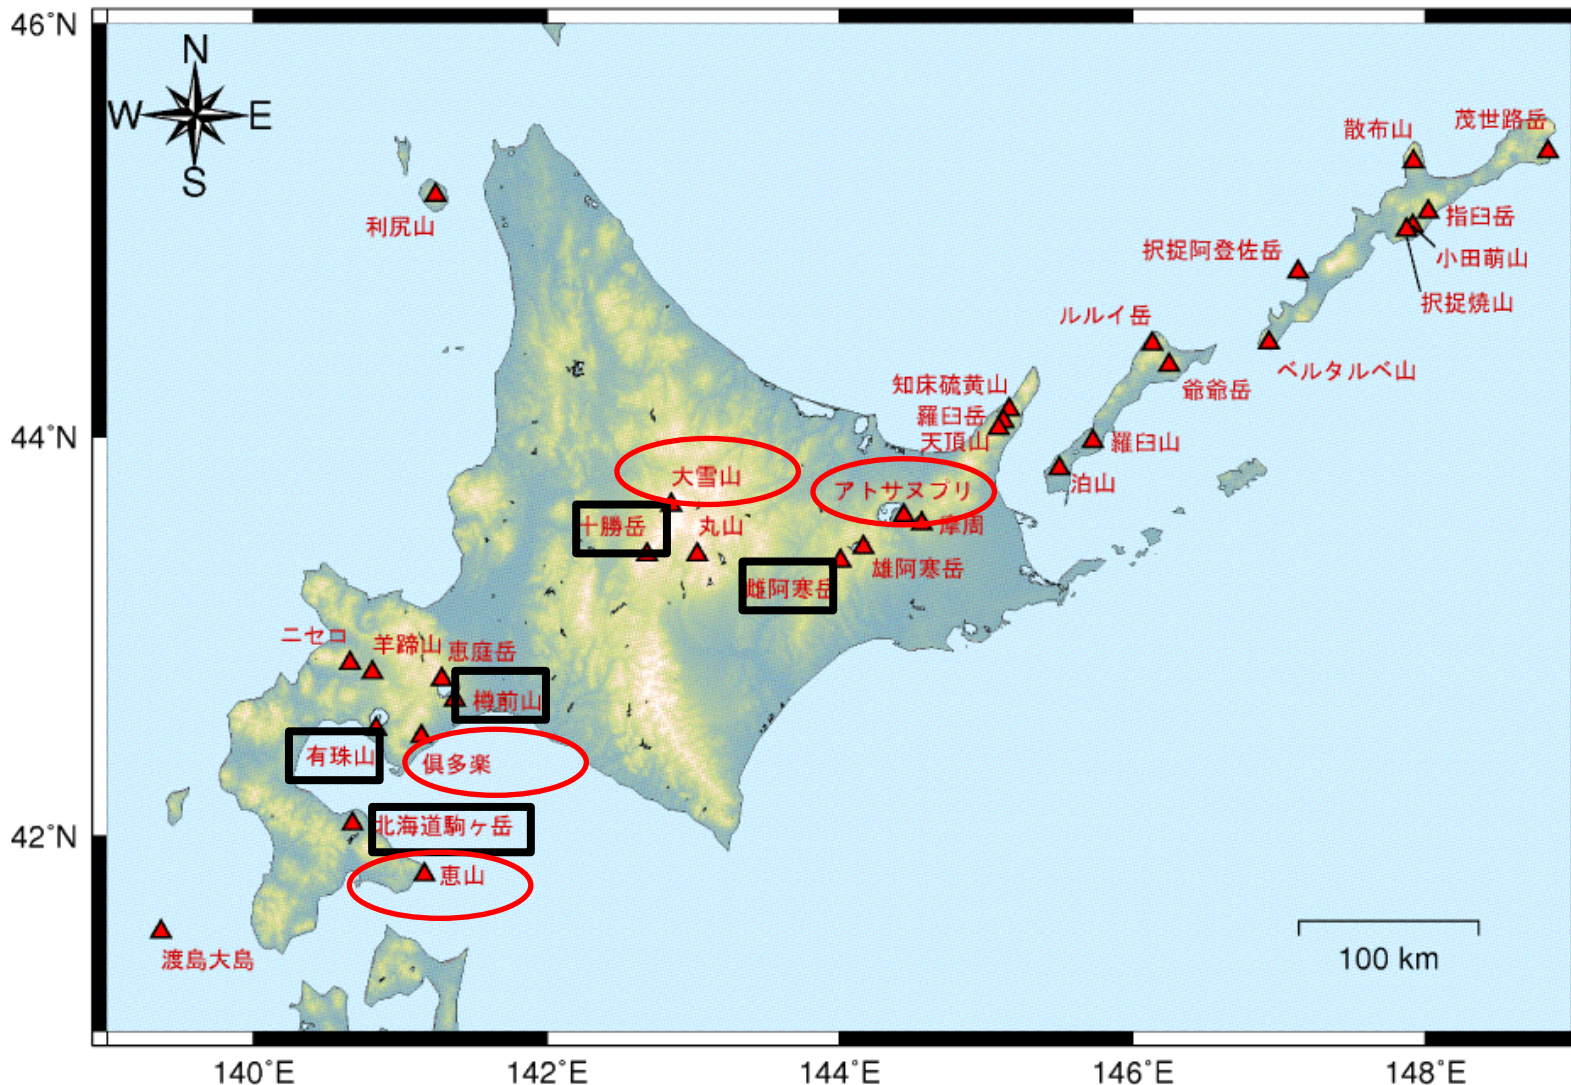 46°N
N
W
E
S
茂世路岳
散布山
利尻山
指臼岳
択捉阿登佐岳
小田萌山
択捉焼山
ルルイ岳
ベルタルベ山
知床硫黄山
爺爺岳
羅臼岳
44°N
天頂山
羅臼山
大雪山
アトサヌプリ
泊山
十勝岳
丸山
摩周
雄阿寒岳
雌阿寒岳
ニセコ
羊蹄山
恵庭岳
樽前山
有珠山
倶多楽
北海道駒ヶ岳
42°N
恵山
渡島大島
100 km
140°E
142°E
144°E
146°E
148°E